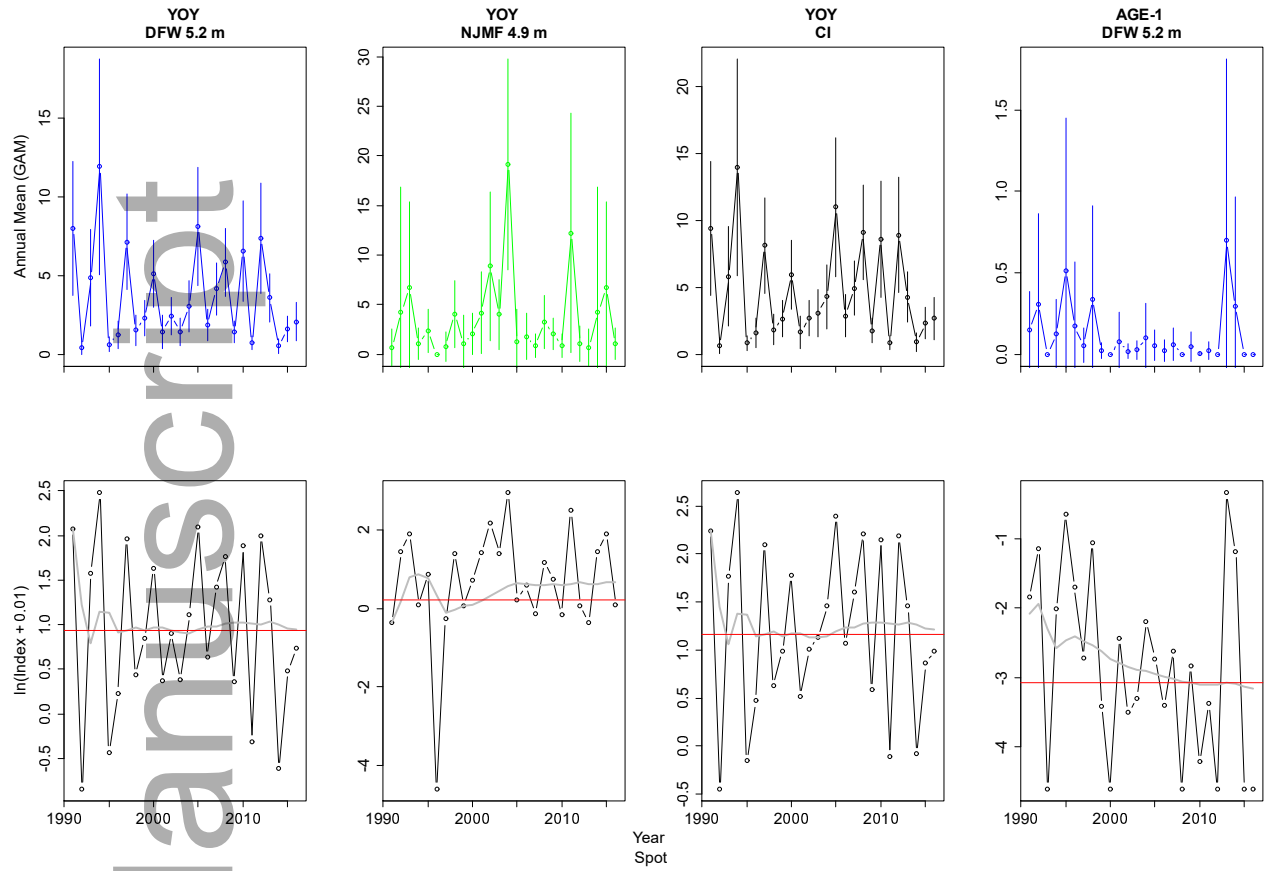 YOY
DFW 5.2 m
YOY
NJMF 4.9 m
YOY
CI
AGE-1
DFW 5.2 m
Annual Mean (GAM)
0 5 10 15
0 5 10 15 20 25 30
0 5 10 15 20
0.0 0.5 1.0 1.5
ln(Index + 0.01)
-0.5 0.0 0.5 1.0 1.5 2.0 2.5
-4 -2 0 2
-0.5 0.0 0.5 1.0 1.5 2.0 2.5
-4 -3 -2 -1
1990 2000 2010
1990 2000 2010
1990 2000 2010
1990 2000 2010
Year
Spot
anuscript